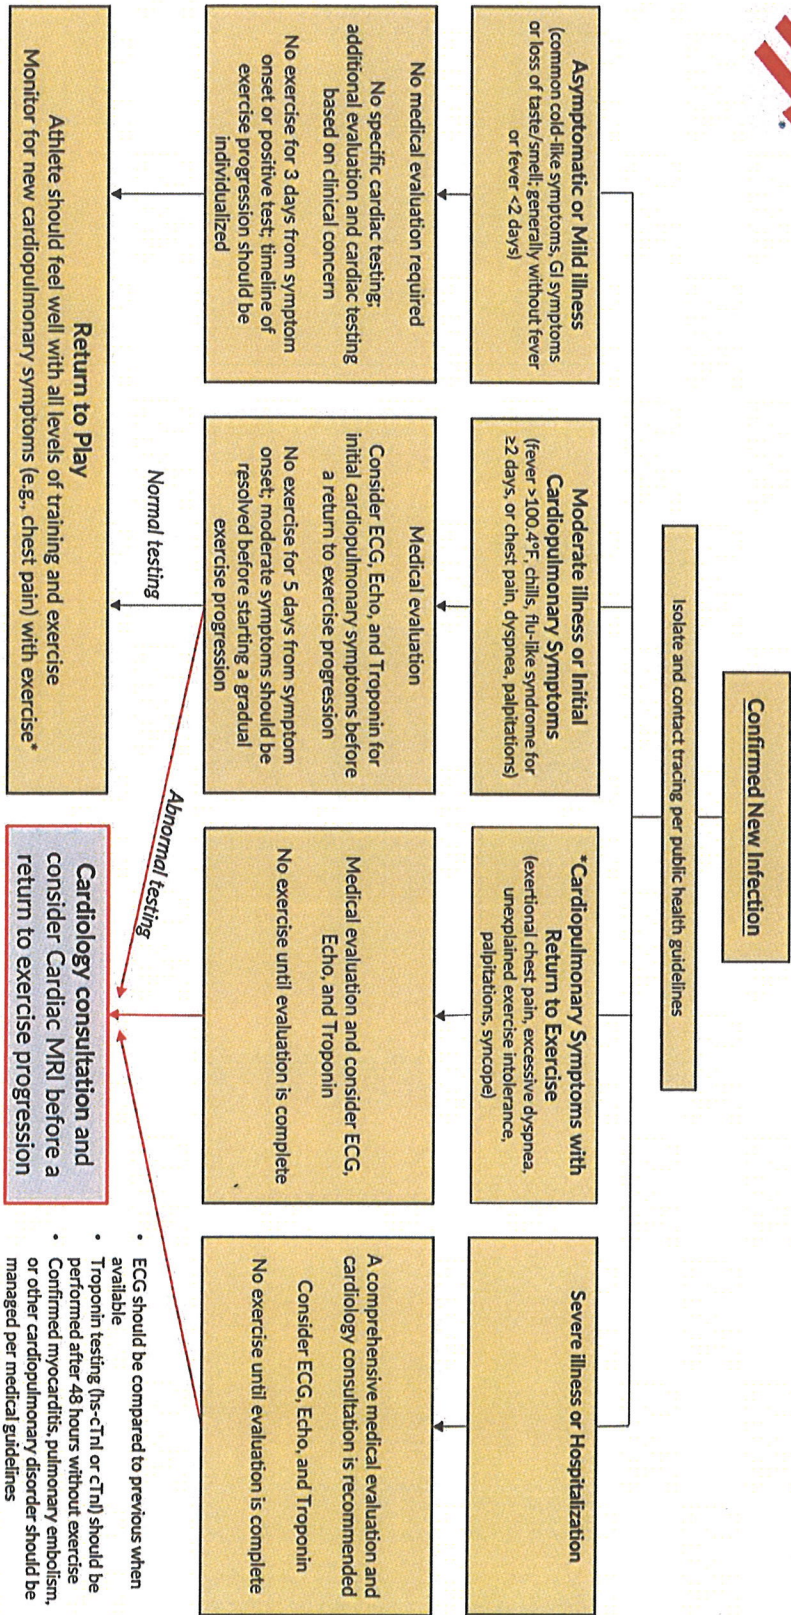 Confirmed New Infection
Isolate and contact tracing per public health guidelines
Asymptomatic or Mild illness
(common cold-like symptoms, GI symptoms
or loss of taste/smell; generally without fever
or fever <2 days)
Moderate illness or Initial
Cardiopulmonary Symptoms
(fever >100.4°F, chills, flu-like syndrome for
≥2 days, or chest pain, dyspnea, palpitations)
*Cardiopulmonary Symptoms with
Return to Exercise
(exertional chest pain, excessive dyspnea,
unexplained exercise intolerance,
palpitations, syncope)
Severe illness or Hospitalization
No medical evaluation required
No specific cardiac testing;
additional evaluation and cardiac testing
based on clinical concern
No exercise for 3 days from symptom
onset or positive test; timeline of
exercise progression should be
individualized
Medical evaluation
Consider ECG, Echo, and Troponin for
initial cardiopulmonary symptoms before
a return to exercise progression
No exercise for 5 days from symptom
onset; moderate symptoms should be
resolved before starting a gradual
exercise progression
Medical evaluation and consider ECG,
Echo, and Troponin
No exercise until evaluation is complete
A comprehensive medical evaluation and
cardiology consultation is recommended
Consider ECG, Echo, and Troponin
No exercise until evaluation is complete
Normal testing
Abnormal testing
Return to Play
Athlete should feel well with all levels of training and exercise
Monitor for new cardiopulmonary symptoms (e.g., chest pain) with exercise*
Cardiology consultation and
consider Cardiac MRI before a
return to exercise progression
• ECG should be compared to previous when
available
• Troponin testing (hs-cTnI or cTnI) should be
performed after 48 hours without exercise
• Confirmed myocarditis, pulmonary embolism,
or other cardiopulmonary disorder should be
managed per medical guidelines